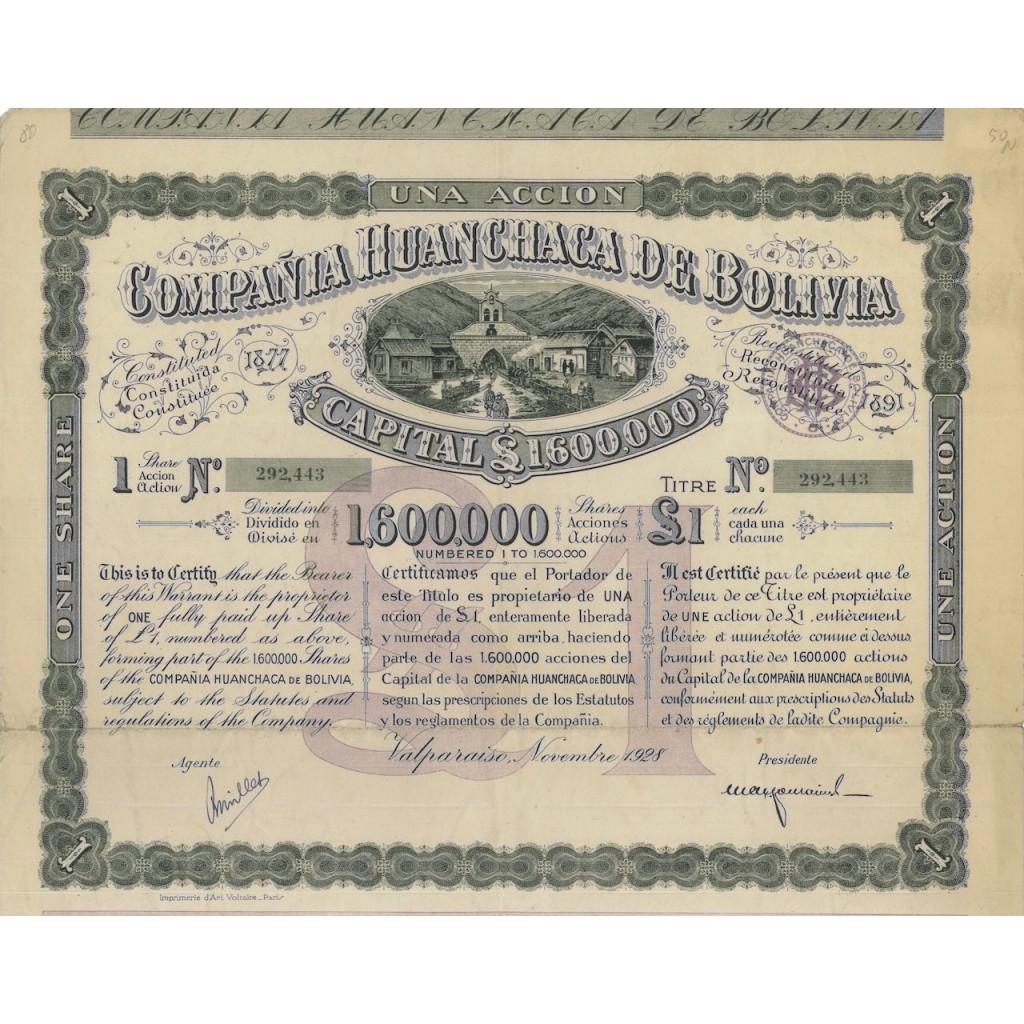 COMPAÑIA HUANCHACA DE BOLIVIA
80
50
N
UNA ACCION
1
1
COMPAÑIA HUANCHACA DE BOLIVIA
Constituted
Constituida
Constituée
1877
Reconstituida
Reconstituée
1891
CAPITAL £1,600,000
1 Share
Accion
Action
Nº. 292,443
TITRE Nº. 292,443
Divided into
Dividido en
Divisé en
1,600,000
Shares
Acciones
Actions
£1
each
cada una
chacune
NUMBERED 1 TO 1.600.000
ONE SHARE
UNE ACTION
£1
This is to Certify that the Bearer
of this Warrant is the proprietor
of ONE fully paid up Share
of £1, numbered as above,
forming part of the 1.600.000 Shares
of the COMPAÑIA HUANCHACA DE BOLIVIA,
subject to the Statutes and
regulations of the Company.
Certificamos que el Portador de
este Titulo es propietario de UNA
accion de £1, enteramente liberada
y numerada como arriba, haciendo
parte de las 1.600.000 acciones del
Capital de la COMPAÑIA HUANCHACA DE BOLIVIA
segun las prescripciones de los Estatutos
y los reglamentos de la Compañia.
Il est Certifié par le présent que le
Porteur de ce Titre est propriétaire
de UNE action de £1, entièrement
libérée et numérotée comme ci dessus,
formant partie des 1.600.000 actions
du Capital de la COMPAÑIA HUANCHACA DE BOLIVIA,
conformément aux prescriptions des Statuts
et des réglements de ladite Compagnie.
Valparaiso, Novembre 1928
Agente
Presidente
1
1
Imprimerie d'Art Voltaire_Paris